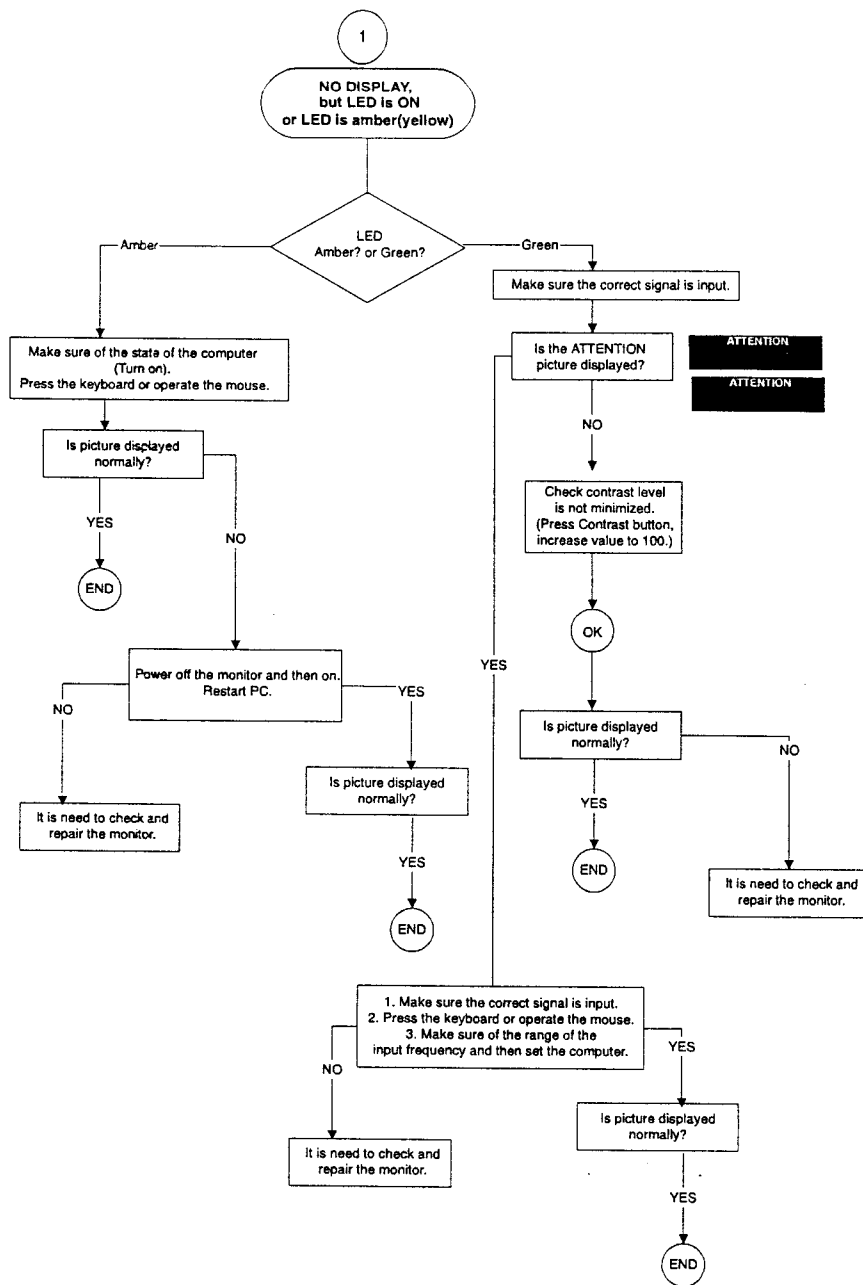 1
NO DISPLAY,
but LED is ON
or LED is amber(yellow)
LED
Amber? or Green?
Amber
Green
Make sure the correct signal is input.
Make sure of the state of the computer
(Turn on).
Press the keyboard or operate the mouse.
Is the ATTENTION
picture displayed?
ATTENTION
ATTENTION
NO
Is picture displayed
normally?
YES
NO
END
Check contrast level
is not minimized.
(Press Contrast button,
increase value to 100.)
OK
YES
Power off the monitor and then on.
Restart PC.
NO
YES
Is picture displayed
normally?
NO
YES
END
Is picture displayed
normally?
YES
END
It is need to check and
repair the monitor.
It is need to check and
repair the monitor.
1. Make sure the correct signal is input.
2. Press the keyboard or operate the mouse.
3. Make sure of the range of the
input frequency and then set the computer.
NO
YES
Is picture displayed
normally?
It is need to check and
repair the monitor.
YES
END